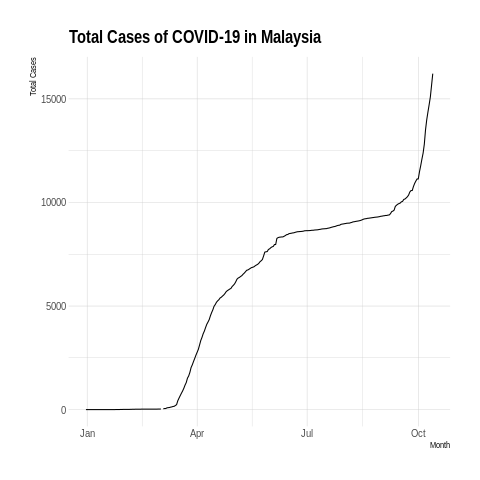 Total Cases of COVID-19 in Malaysia
Total Cases
15000
10000
5000
0
Jan Apr Jul Oct
Month